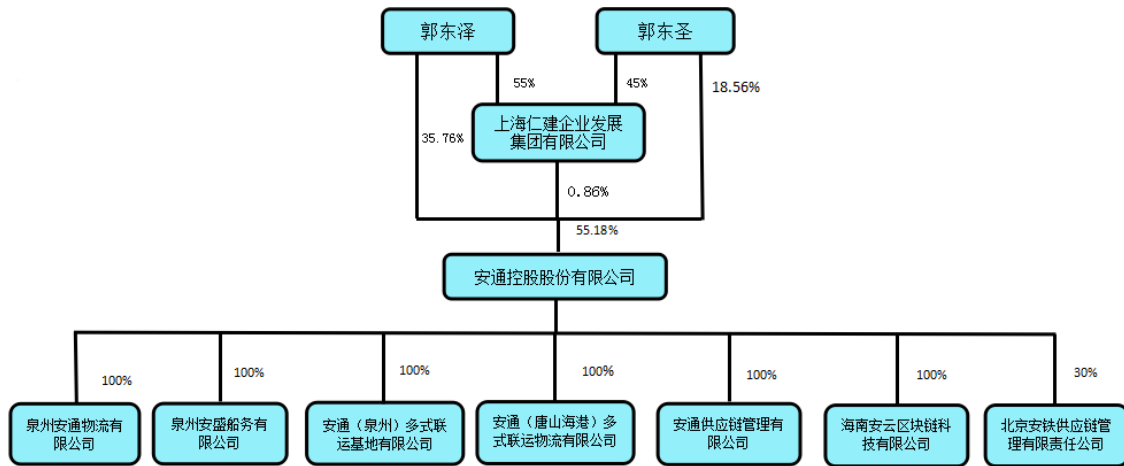 郭东泽
郭东圣
55%
45%
18.56%
上海仁建企业发展
集团有限公司
35.76%
0.86%
55.18%
安通控股股份有限公司
100%
100%
100%
100%
100%
100%
30%
泉州安通物流有
限公司
泉州安盛船务有
限公司
安通（泉州）多式联
运基地有限公司
安通（唐山海港）多
式联运物流有限公司
安通供应链管理有
限公司
海南安云区块链科
技有限公司
北京安铁供应链管
理有限责任公司